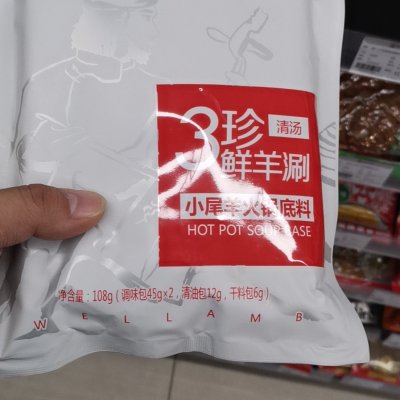 3珍 清汤
鲜羊涮
小尾羊火锅底料
HOT POT SOUP BASE
净含量：108g（调味包45g×2，清油包12g，干料包6g）
WELLAMB